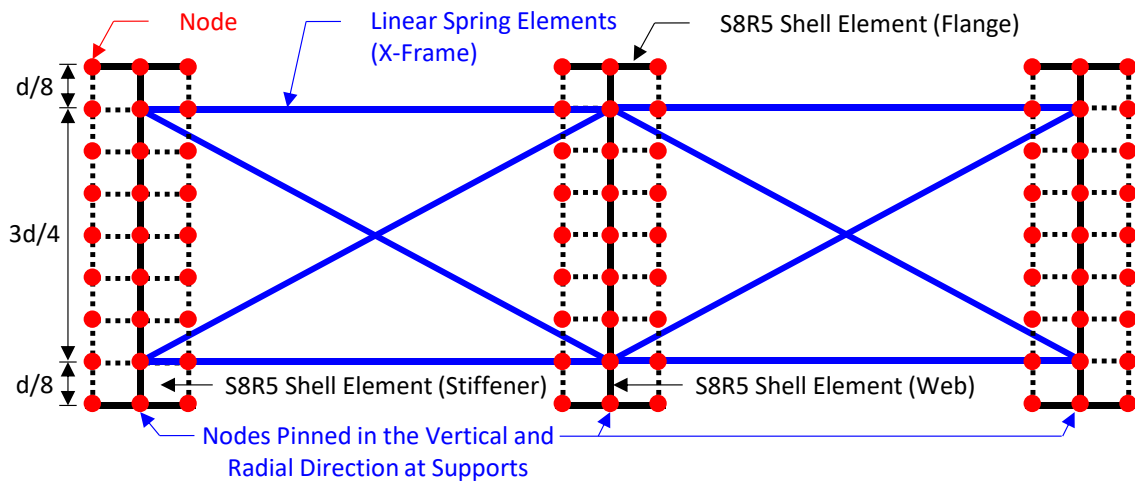 Node
Linear Spring Elements
(X-Frame)
S8R5 Shell Element (Flange)
d/8
3d/4
d/8
S8R5 Shell Element (Stiffener)
S8R5 Shell Element (Web)
Nodes Pinned in the Vertical and
Radial Direction at Supports